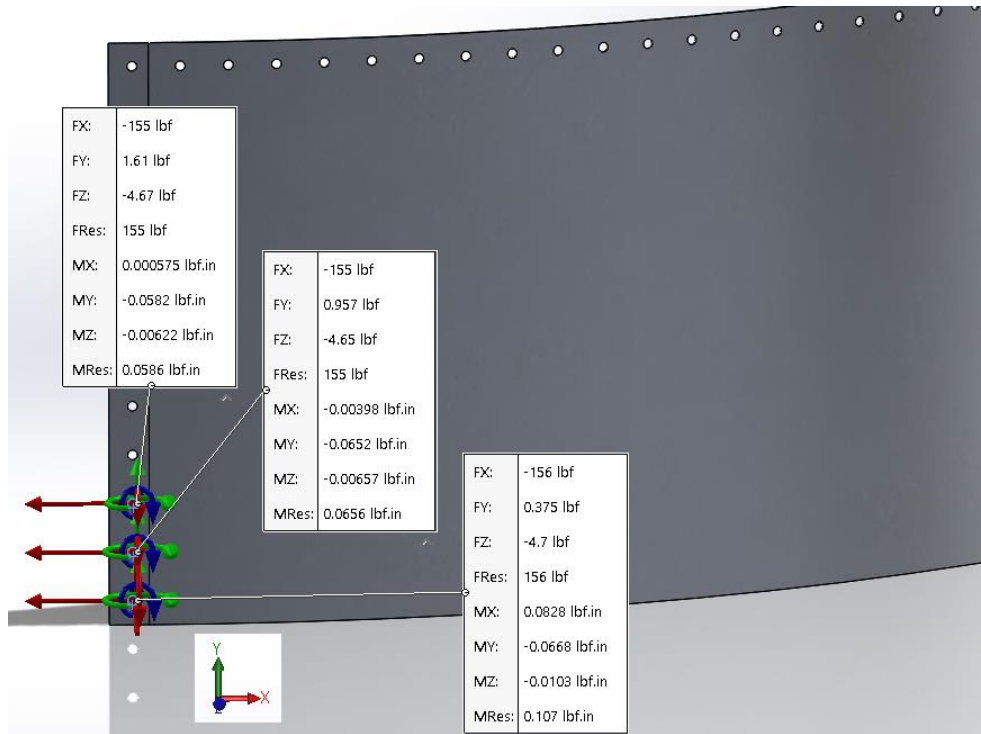 FX: -155 lbf
FY: 1.61 lbf
FZ: -4.67 lbf
FRes: 155 lbf
MX: 0.000575 lbf.in
MY: -0.0582 lbf.in
MZ: -0.00622 lbf.in
MRes: 0.0586 lbf.in
FX: -155 lbf
FY: 0.957 lbf
FZ: -4.65 lbf
FRes: 155 lbf
MX: -0.00398 lbf.in
MY: -0.0652 lbf.in
MZ: -0.00657 lbf.in
MRes: 0.0656 lbf.in
FX: -156 lbf
FY: 0.375 lbf
FZ: -4.7 lbf
FRes: 156 lbf
MX: 0.0828 lbf.in
MY: -0.0668 lbf.in
MZ: -0.0103 lbf.in
MRes: 0.107 lbf.in
Y
X
Z